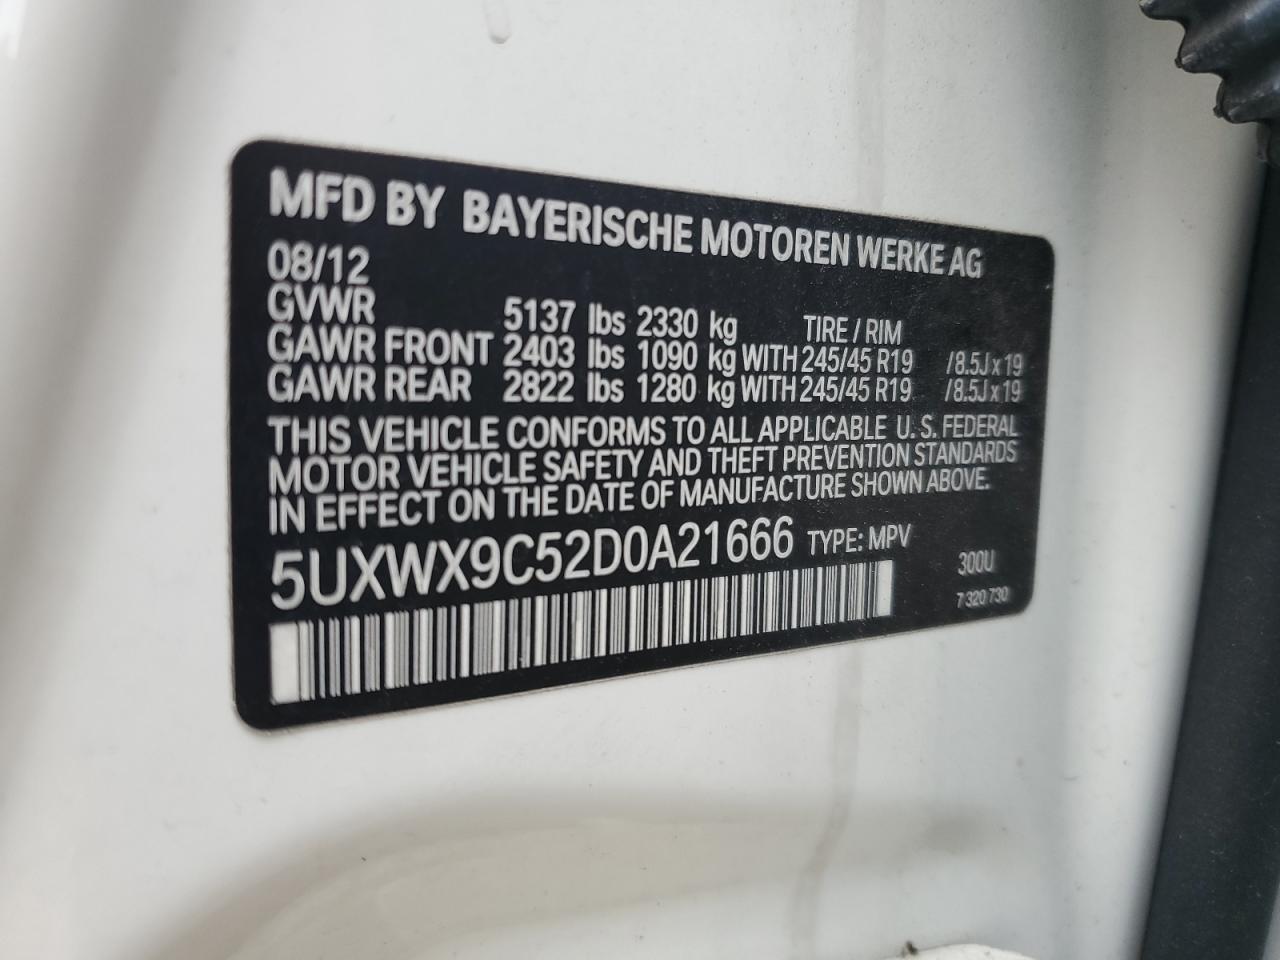 MFD BY BAYERISCHE MOTOREN WERKE AG
08/12
GVWR 5137 lbs 2330 kg TIRE / RIM
GAWR FRONT 2403 lbs 1090 kg WITH 245/45 R19 /8.5J x 19
GAWR REAR 2822 lbs 1280 kg WITH 245/45 R19 /8.5J x 19
THIS VEHICLE CONFORMS TO ALL APPLICABLE U. S. FEDERAL
MOTOR VEHICLE SAFETY AND THEFT PREVENTION STANDARDS
IN EFFECT ON THE DATE OF MANUFACTURE SHOWN ABOVE.
5UXWX9C52D0A21666 TYPE: MPV
300U
7 320 730